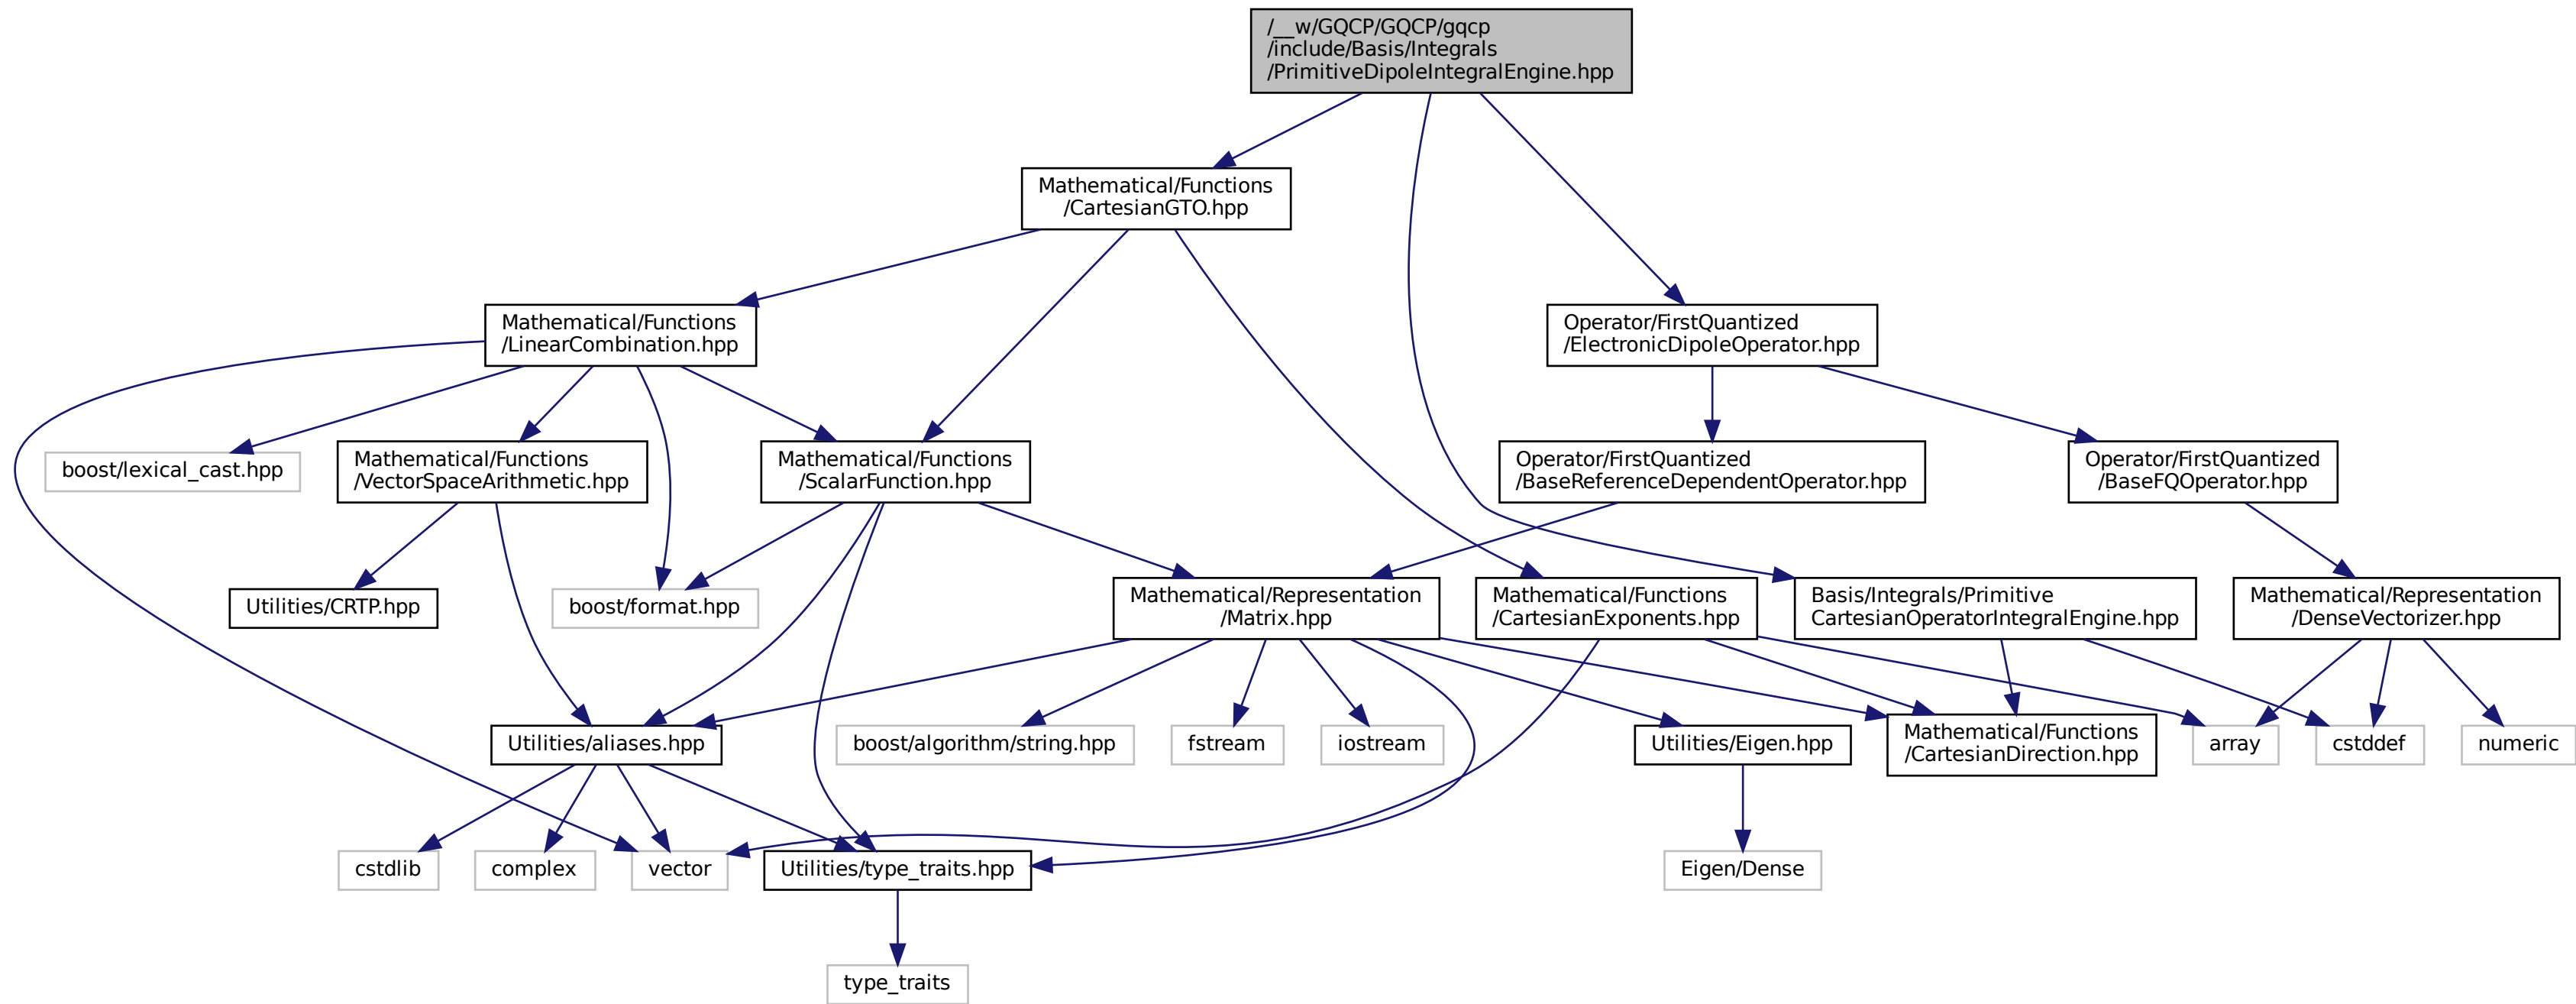 /__w/GQCP/GQCP/gqcp
/include/Basis/Integrals
/PrimitiveDipoleIntegralEngine.hpp
Mathematical/Functions
/CartesianGTO.hpp
Mathematical/Functions
/LinearCombination.hpp
Operator/FirstQuantized
/ElectronicDipoleOperator.hpp
boost/lexical_cast.hpp
Mathematical/Functions
/VectorSpaceArithmetic.hpp
Mathematical/Functions
/ScalarFunction.hpp
Operator/FirstQuantized
/BaseReferenceDependentOperator.hpp
Operator/FirstQuantized
/BaseFQOperator.hpp
Utilities/CRTP.hpp
boost/format.hpp
Mathematical/Representation
/Matrix.hpp
Mathematical/Functions
/CartesianExponents.hpp
Basis/Integrals/Primitive
CartesianOperatorIntegralEngine.hpp
Mathematical/Representation
/DenseVectorizer.hpp
Utilities/aliases.hpp
boost/algorithm/string.hpp
fstream
iostream
Utilities/Eigen.hpp
Mathematical/Functions
/CartesianDirection.hpp
array
cstddef
numeric
cstdlib
complex
vector
Utilities/type_traits.hpp
Eigen/Dense
type_traits